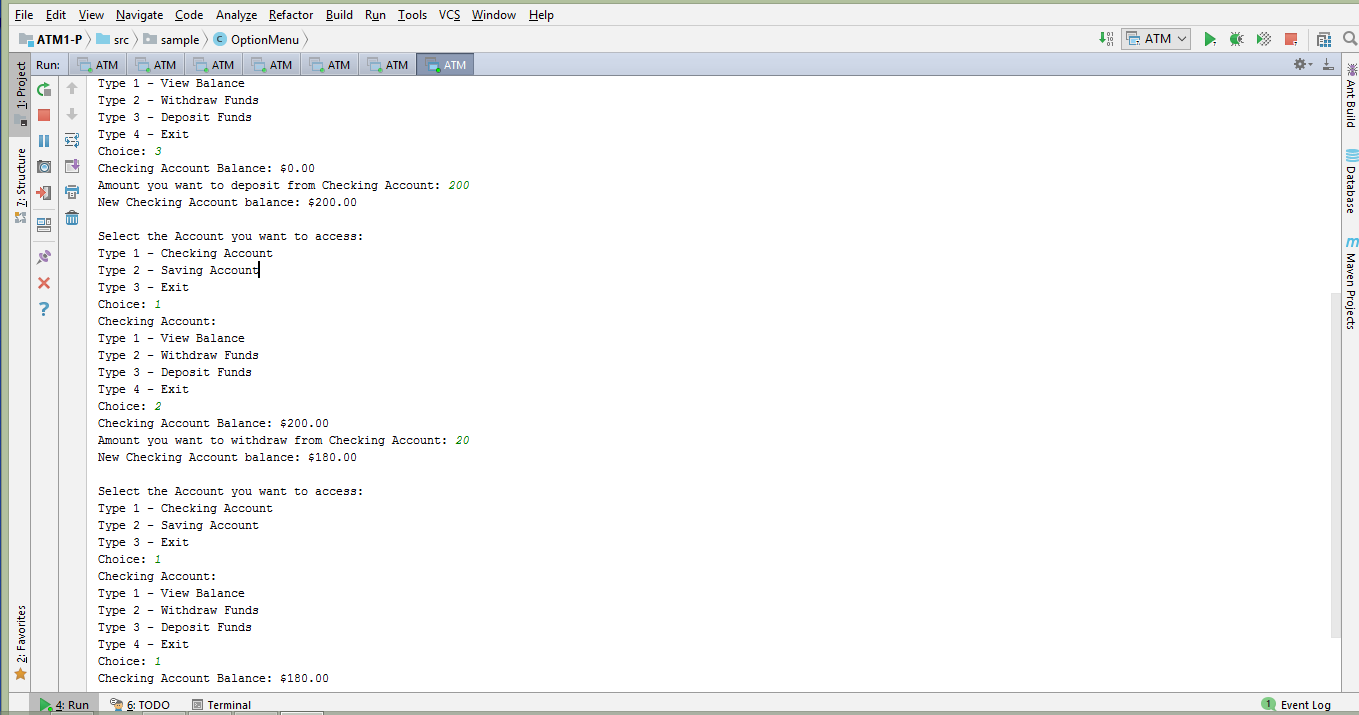 File Edit View Navigate Code Analyze Refactor Build Run Tools VCS Window Help
ATM1-P src sample OptionMenu ATM
Run: ATM ATM ATM ATM ATM ATM ATM
1: Project
7: Structure
2: Favorites
Type 1 - View Balance
Type 2 - Withdraw Funds
Type 3 - Deposit Funds
Type 4 - Exit
Choice: 3
Checking Account Balance: $0.00
Amount you want to deposit from Checking Account: 200
New Checking Account balance: $200.00
Select the Account you want to access:
Type 1 - Checking Account
Type 2 - Saving Account
Type 3 - Exit
Choice: 1
Checking Account:
Type 1 - View Balance
Type 2 - Withdraw Funds
Type 3 - Deposit Funds
Type 4 - Exit
Choice: 2
Checking Account Balance: $200.00
Amount you want to withdraw from Checking Account: 20
New Checking Account balance: $180.00
Select the Account you want to access:
Type 1 - Checking Account
Type 2 - Saving Account
Type 3 - Exit
Choice: 1
Checking Account:
Type 1 - View Balance
Type 2 - Withdraw Funds
Type 3 - Deposit Funds
Type 4 - Exit
Choice: 1
Checking Account Balance: $180.00
Ant Build
Database
m Maven Projects
4: Run 6: TODO Terminal 1 Event Log